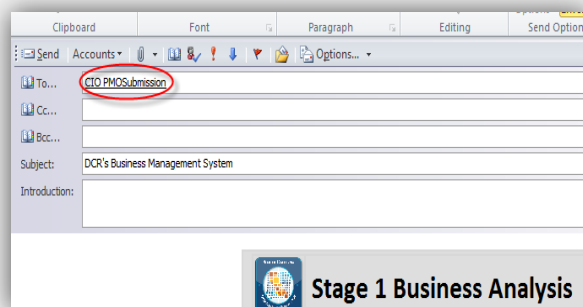 Clipboard Font Paragraph Editing Send Option
Send Accounts Options...
To... CIO PMOSubmission
Cc...
Bcc...
Subject: DCR's Business Management System
Introduction:
Stage 1 Business Analysis